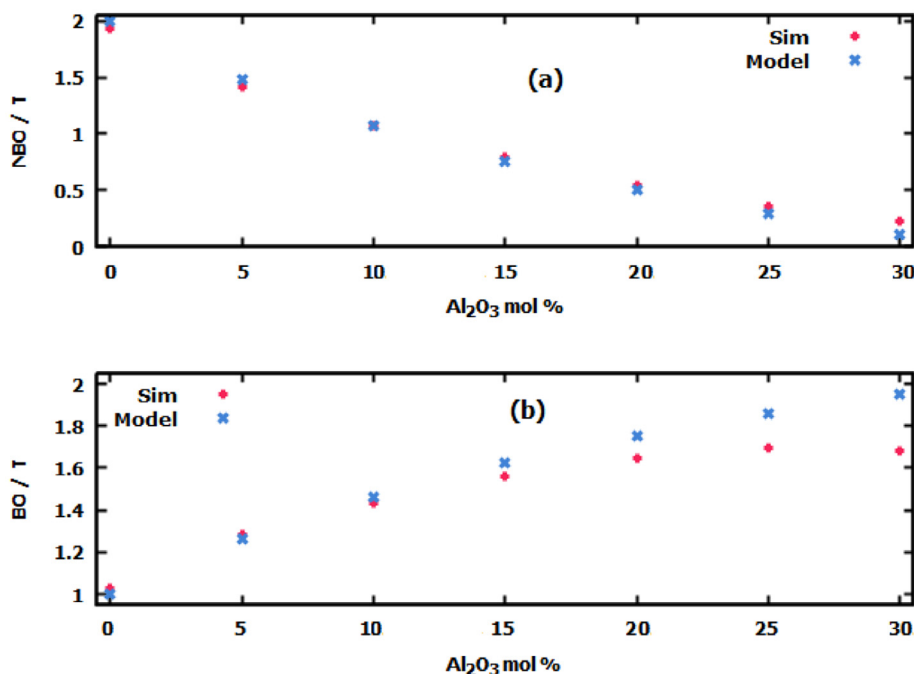 2
1.5
1
0.5
0
NBO / T
Sim
Model
(a)
0 5 10 15 20 25 30
Al₂O₃ mol %
2
1.8
1.6
1.4
1.2
1
BO / T
Sim
Model
(b)
0 5 10 15 20 25 30
Al₂O₃ mol %